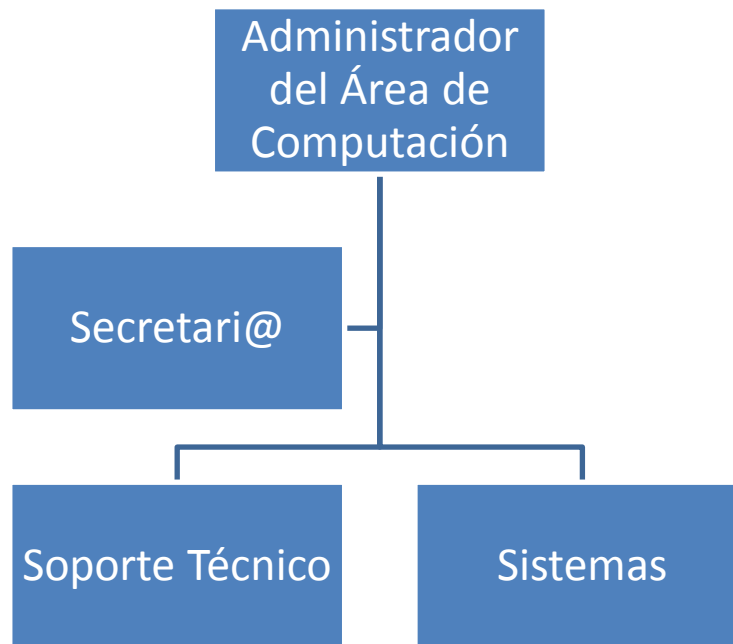 Administrador
del Área de
Computación
Secretari@
Soporte Técnico
Sistemas